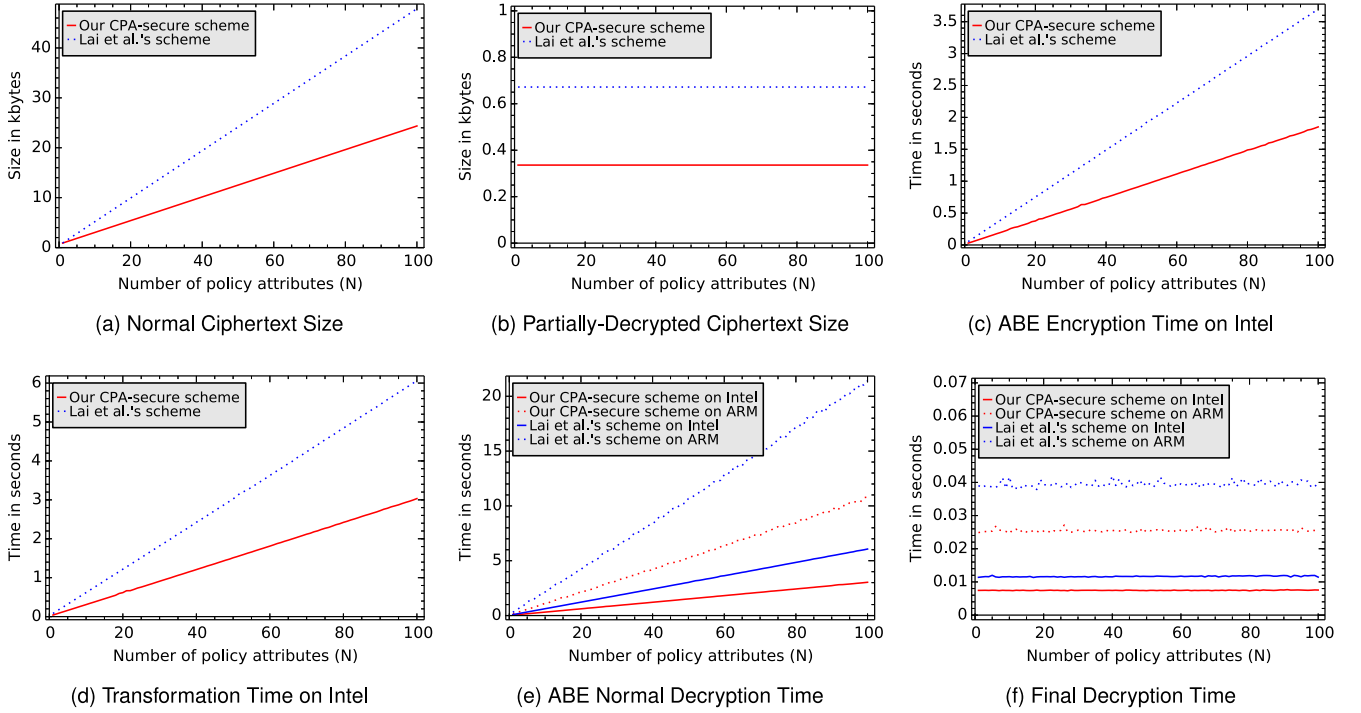 Size in kbytes
40
30
20
10
0
Our CPA-secure scheme
Lai et al.'s scheme
0 20 40 60 80 100
Number of policy attributes (N)
(a) Normal Ciphertext Size
Size in kbytes
1
0.8
0.6
0.4
0.2
0
Our CPA-secure scheme
Lai et al.'s scheme
0 20 40 60 80 100
Number of policy attributes (N)
(b) Partially-Decrypted Ciphertext Size
Time in seconds
3.5
3
2.5
2
1.5
1
0.5
0
Our CPA-secure scheme
Lai et al.'s scheme
0 20 40 60 80 100
Number of policy attributes (N)
(c) ABE Encryption Time on Intel
Time in seconds
6
5
4
3
2
1
0
Our CPA-secure scheme
Lai et al.'s scheme
0 20 40 60 80 100
Number of policy attributes (N)
(d) Transformation Time on Intel
Time in seconds
20
15
10
5
0
Our CPA-secure scheme on Intel
Our CPA-secure scheme on ARM
Lai et al.'s scheme on Intel
Lai et al.'s scheme on ARM
0 20 40 60 80 100
Number of policy attributes (N)
(e) ABE Normal Decryption Time
Time in seconds
0.07
0.06
0.05
0.04
0.03
0.02
0.01
0
Our CPA-secure scheme on Intel
Our CPA-secure scheme on ARM
Lai et al.'s scheme on Intel
Lai et al.'s scheme on ARM
0 20 40 60 80 100
Number of policy attributes (N)
(f) Final Decryption Time